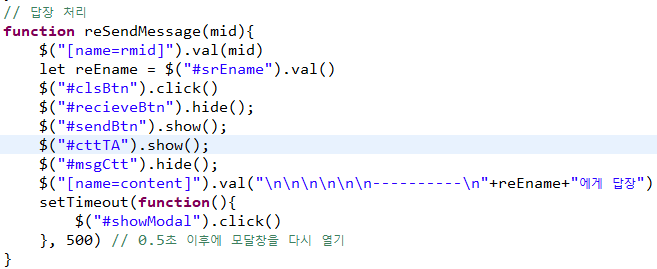 // 답장 처리
function reSendMessage(mid){
    $("[name=rmid]").val(mid)
    let reEname = $("#srEname").val()
    $("#clsBtn").click()
    $("#recieveBtn").hide();
    $("#sendBtn").show();
    $("#cttTA").show();
    $("#msgCtt").hide();
    $("[name=content]").val("\n\n\n\n\n\n----------\n"+reEname+"에게 답장")
    setTimeout(function(){
        $("#showModal").click()
    }, 500) // 0.5초 이후에 모달창을 다시 열기
}